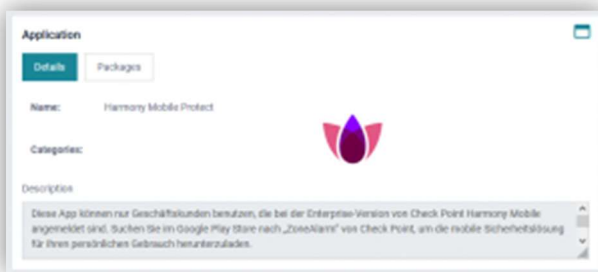 Application
Details
Packages
Name: Harmony Mobile Protect
Categories:
Description
Diese App können nur Geschäftskunden benutzen, die bei der Enterprise-Version von Check Point Harmony Mobile
angemeldet sind. Suchen Sie im Google Play Store nach „ZoneAlarm" von Check Point, um die mobile Sicherheitslösung
für Ihren persönlichen Gebrauch herunterzuladen.